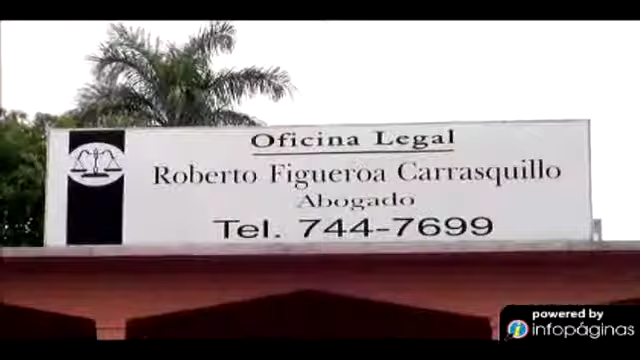 Oficina Legal
Roberto Figueroa Carrasquillo
Abogado
Tel. 744-7699
powered by
infopáginas